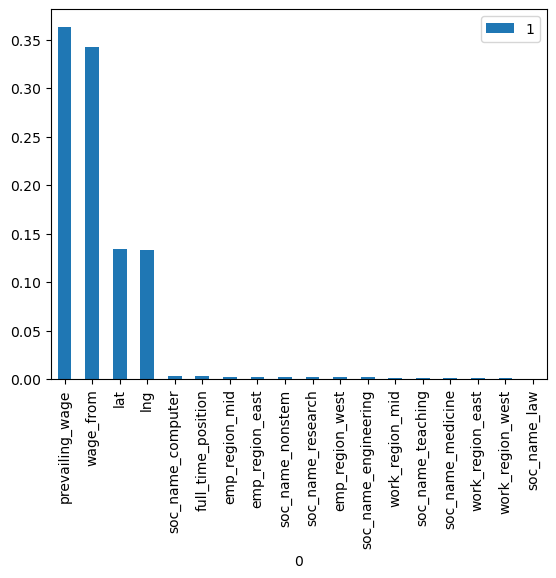 1
0.35
0.30
0.25
0.20
0.15
0.10
0.05
0.00
prevailing_wage
wage_from
lat
lng
soc_name_computer
full_time_position
emp_region_mid
emp_region_east
soc_name_nonstem
soc_name_research
emp_region_west
soc_name_engineering
work_region_mid
soc_name_teaching
soc_name_medicine
work_region_east
work_region_west
soc_name_law
0